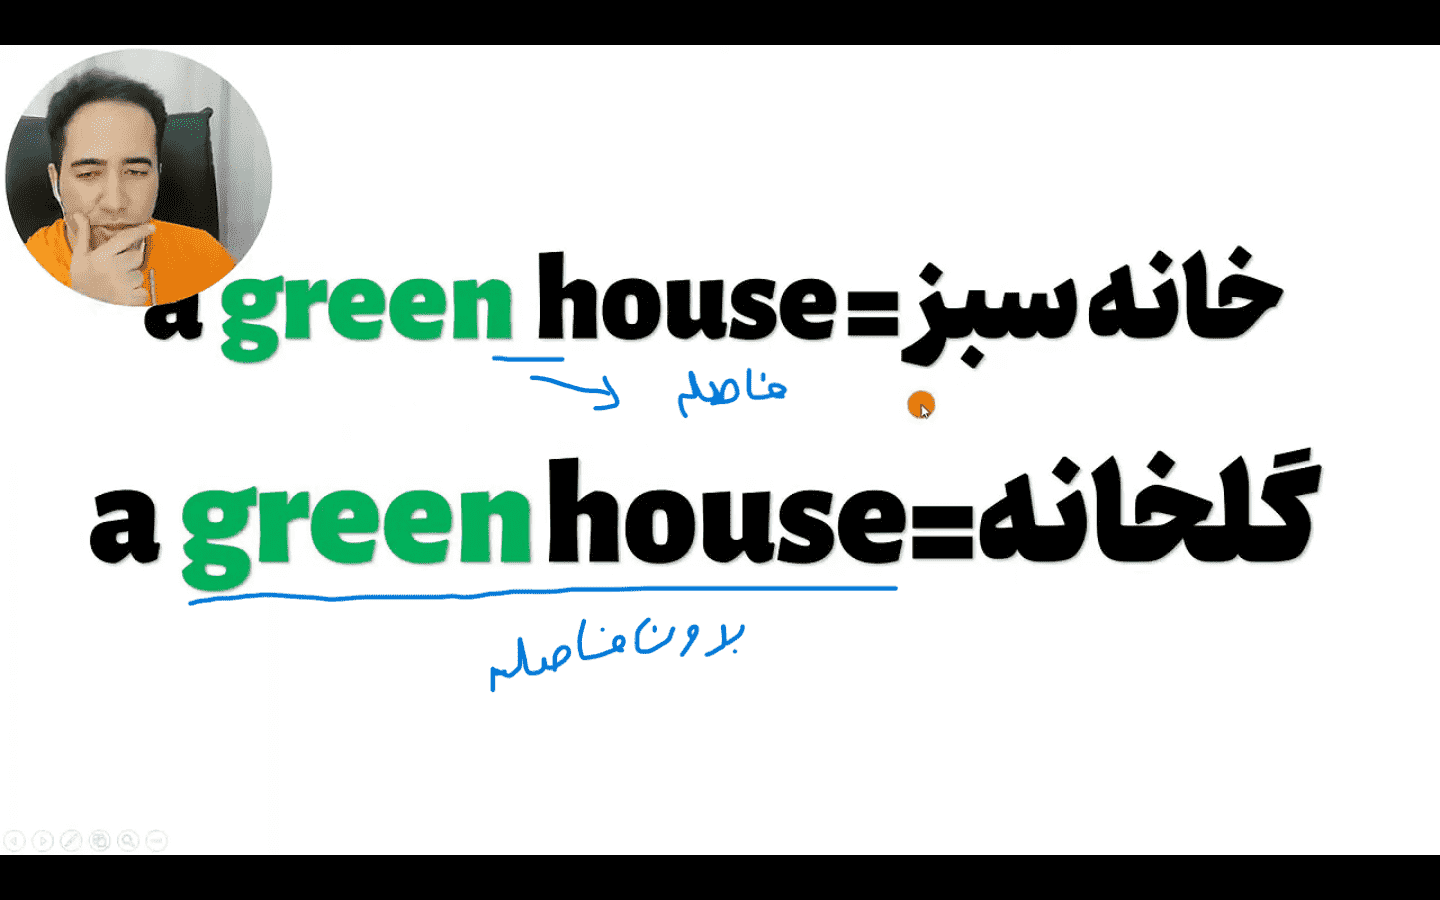 a green house = خانه سبز
فاصله
a greenhouse = گلخانه
بدون فاصله